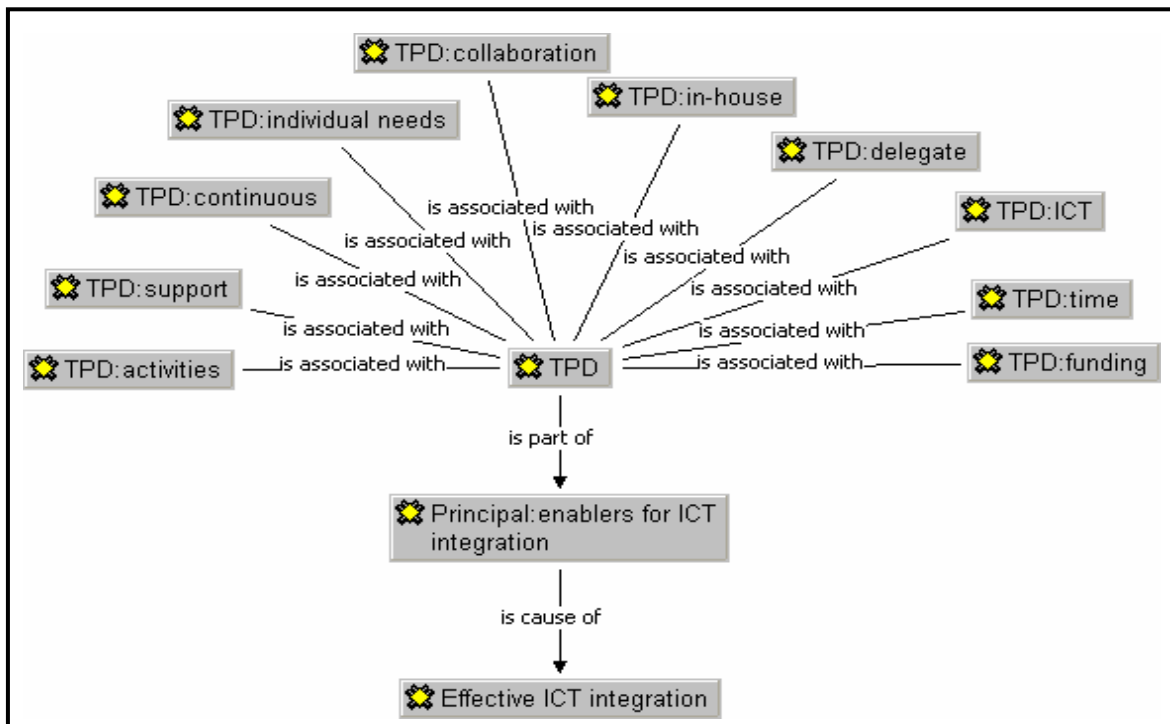 TPD:collaboration
TPD:in-house
TPD:individual needs
TPD:delegate
TPD:continuous
TPD:ICT
is associated with
is associated with
is associated with
is associated with
is associated with
TPD:support
is associated with
TPD:time
is associated with
is associated with
TPD:activities
is associated with
TPD
is associated with
TPD:funding
is part of
Principal:enablers for ICT
integration
is cause of
Effective ICT integration